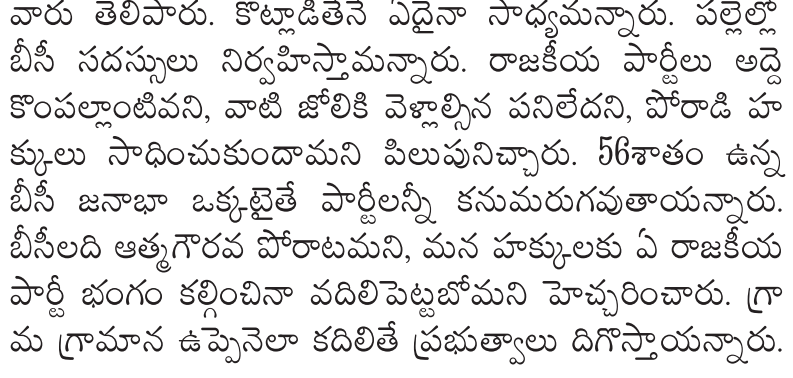 వారు తెలిపారు. కొట్లాడితేనే ఏదైనా సాధ్యమన్నారు. పల్లెల్లో
బీసీ సదస్సులు నిర్వహిస్తామన్నారు. రాజకీయ పార్టీలు అద్దె
కొంపల్లాంటివని, వాటి జోలికి వెళ్లాల్సిన పనిలేదని, పోరాడి హ
క్కులు సాధించుకుందామని పిలుపునిచ్చారు. 56శాతం ఉన్న
బీసీ జనాభా ఒక్కటైతే పార్టీలన్నీ కనుమరుగవుతాయన్నారు.
బీసీలది ఆత్మగౌరవ పోరాటమని, మన హక్కులకు ఏ రాజకీయ
పార్టీ భంగం కల్గించినా వదిలిపెట్టబోమని హెచ్చరించారు. గ్రా
మ గ్రామాన ఉప్పెనెలా కదిలితే ప్రభుత్వాలు దిగొస్తాయన్నారు.